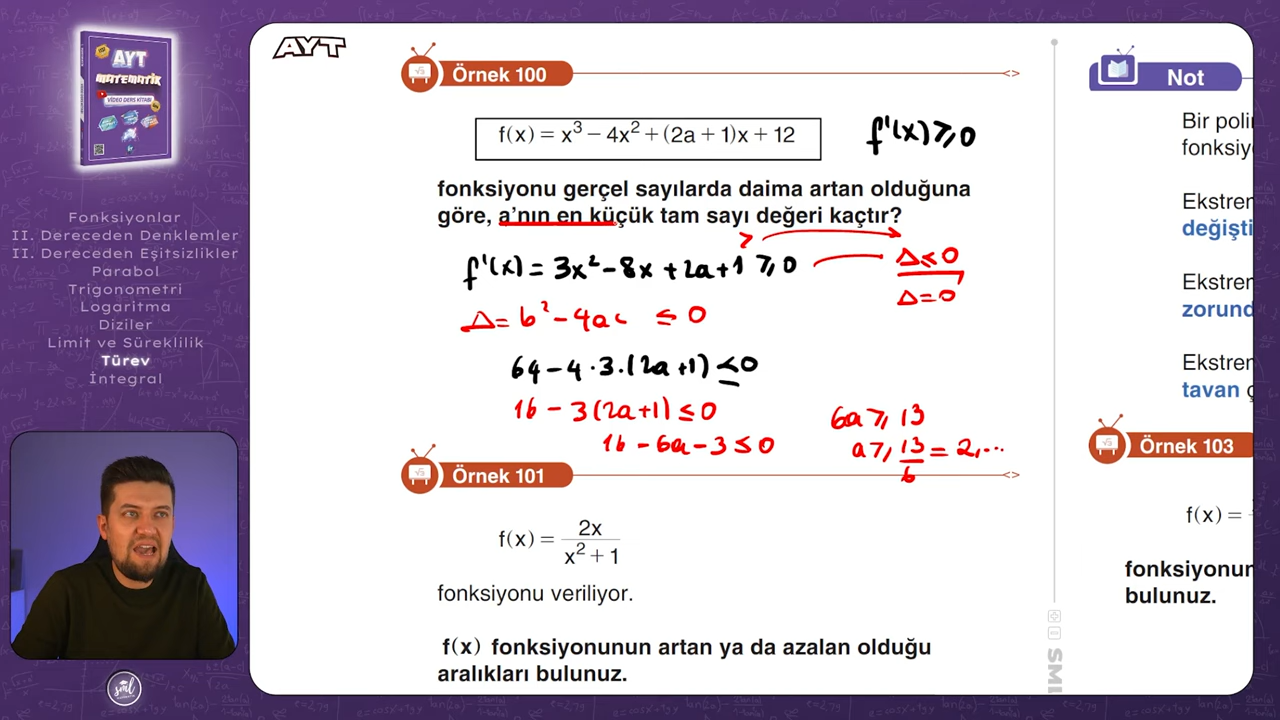 AYT
MATEMATİK
VİDEO DERS KİTABI
Fonksiyonlar
II. Dereceden Denklemler
II. Dereceden Eşitsizlikler
Parabol
Trigonometri
Logaritma
Diziler
Limit ve Süreklilik
Türev
İntegral
sml
AYT
Örnek 100
f(x) = x³ – 4x² + (2a + 1)x + 12
f'(x) ≥ 0
fonksiyonu gerçel sayılarda daima artan olduğuna
göre, a'nın en küçük tam sayı değeri kaçtır?
f'(x) = 3x² – 8x + 2a + 1 ≥ 0
Δ ≤ 0
Δ = 0
Δ = b² – 4ac ≤ 0
64 – 4 · 3 · (2a + 1) ≤ 0
16 – 3(2a + 1) ≤ 0
16 – 6a – 3 ≤ 0
6a ≥ 13
a ≥ 13/6 = 2,...
Örnek 101
f(x) = 2x / x² + 1
fonksiyonu veriliyor.
f(x) fonksiyonunun artan ya da azalan olduğu
aralıkları bulunuz.
SML
Not
Bir poli
fonksiy
Ekstren
değişti
Ekstren
zorund
Ekstren
tavan
Örnek 103
f(x) =
fonksiyonun
bulunuz.